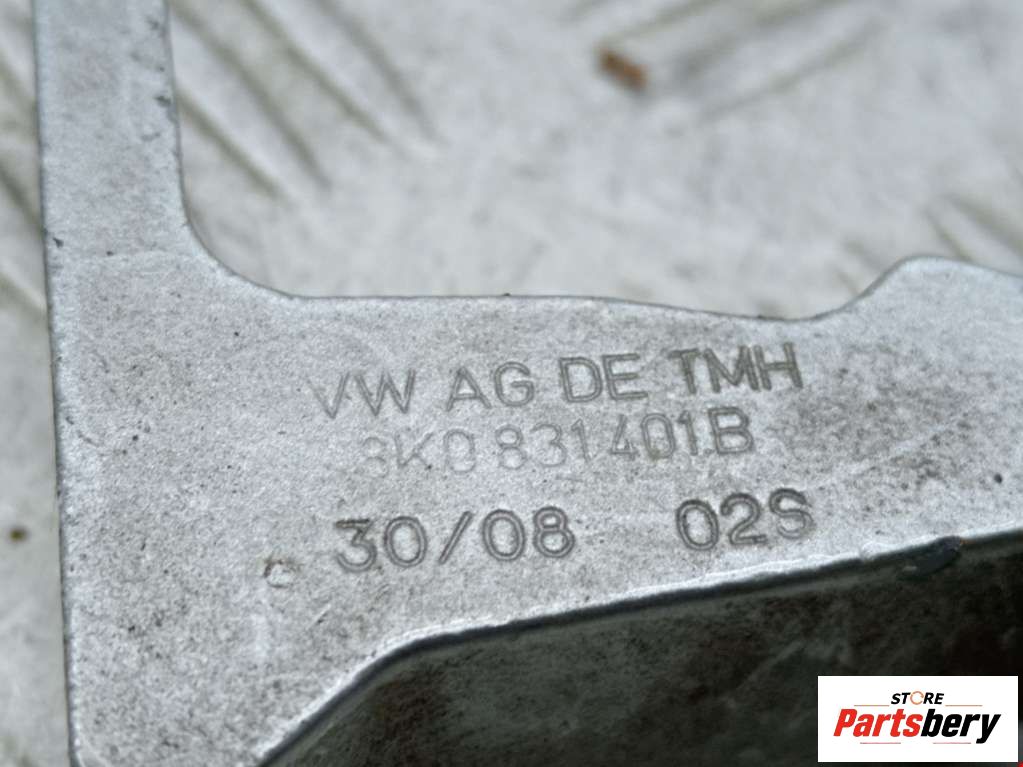 VW AG DE TMH
8K0 831 401 B
30/08 02S
STORE
Partsbery